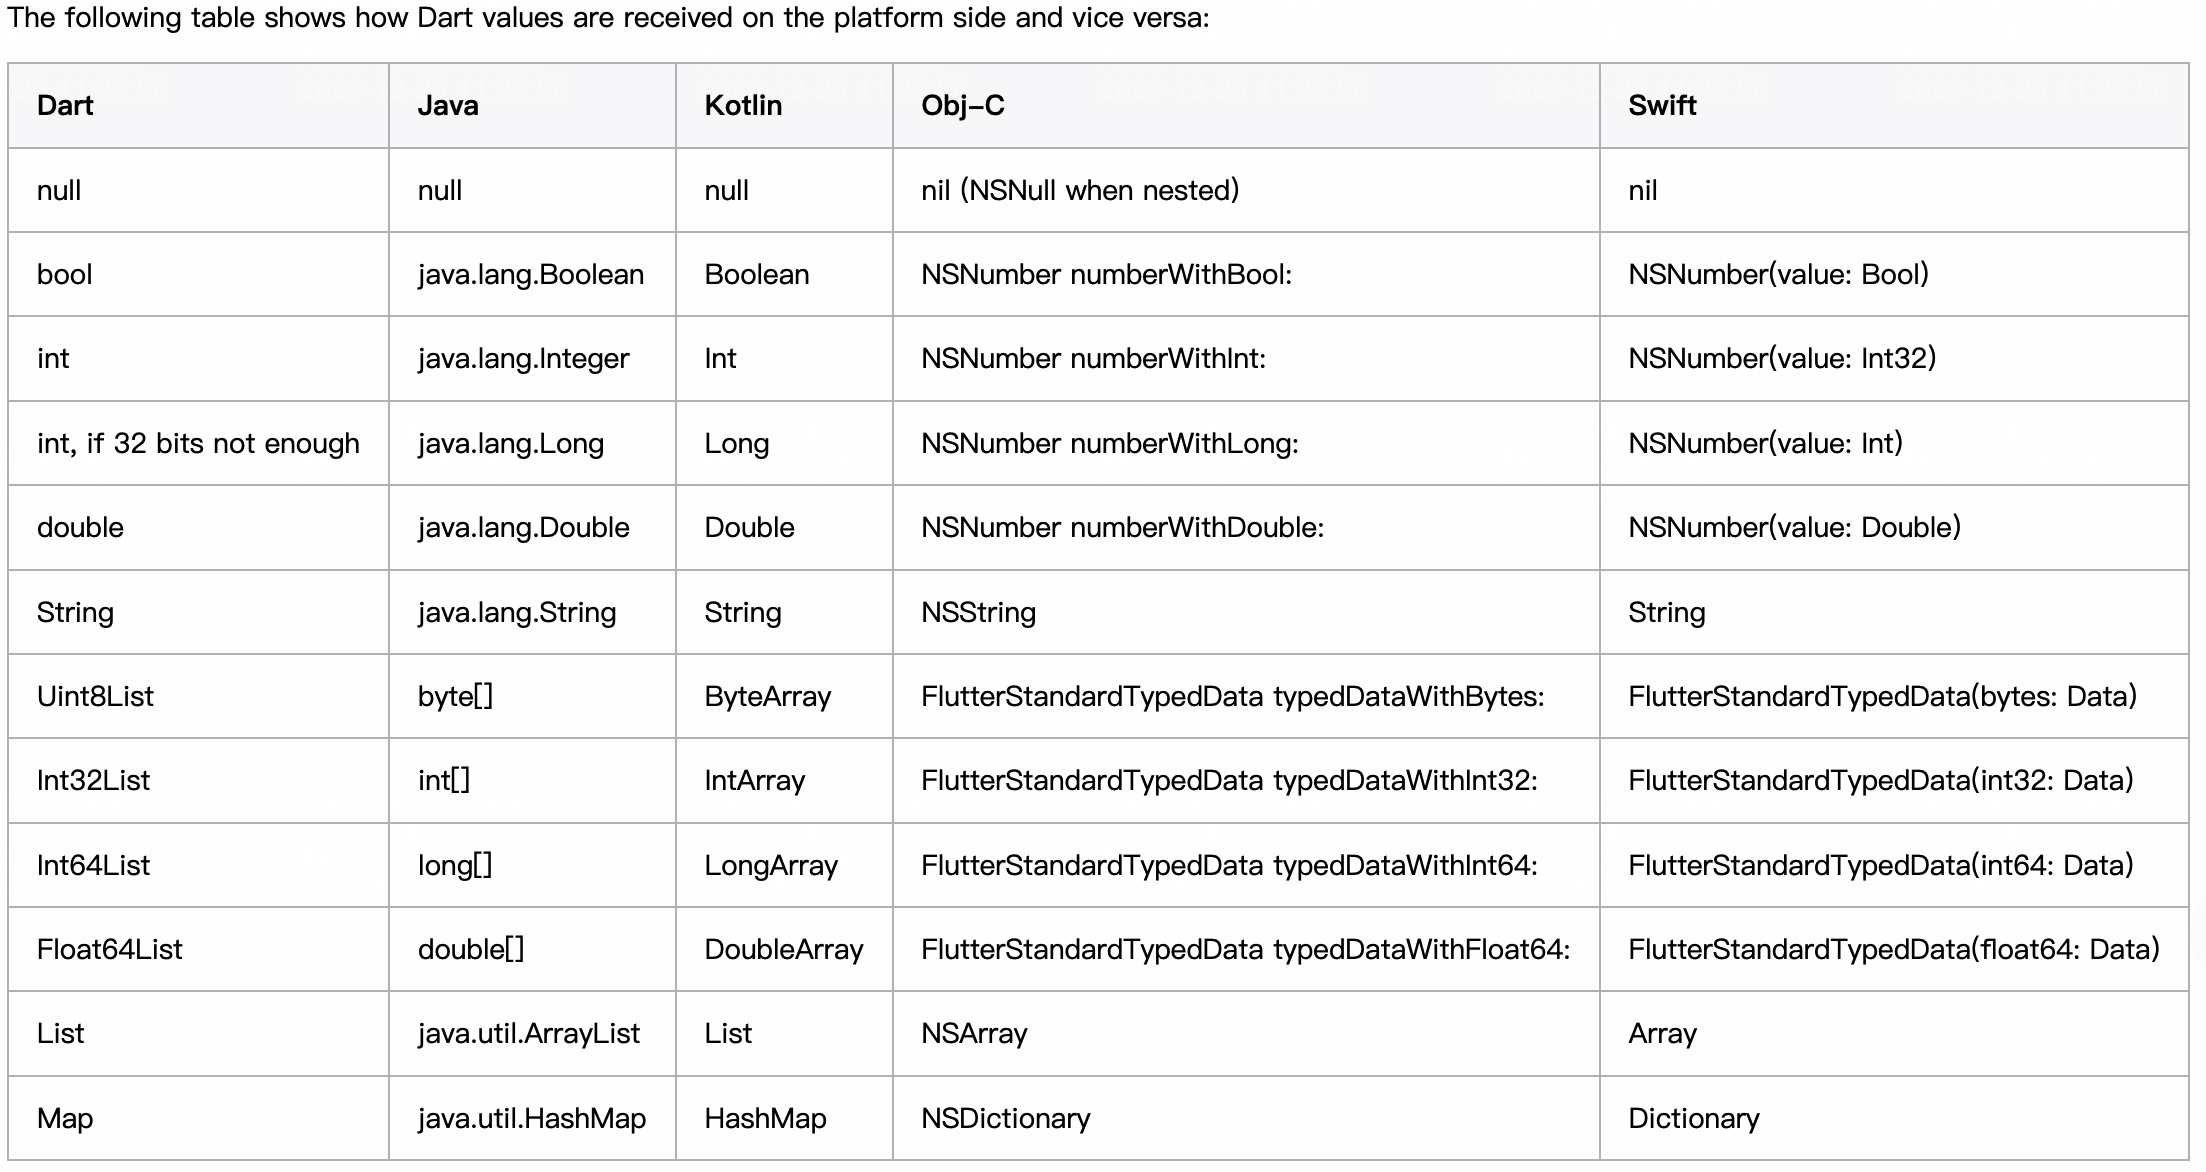 The following table shows how Dart values are received on the platform side and vice versa:
Dart Java Kotlin Obj-C Swift
null null null nil (NSNull when nested) nil
bool java.lang.Boolean Boolean NSNumber numberWithBool: NSNumber(value: Bool)
int java.lang.Integer Int NSNumber numberWithInt: NSNumber(value: Int32)
int, if 32 bits not enough java.lang.Long Long NSNumber numberWithLong: NSNumber(value: Int)
double java.lang.Double Double NSNumber numberWithDouble: NSNumber(value: Double)
String java.lang.String String NSString String
Uint8List byte[] ByteArray FlutterStandardTypedData typedDataWithBytes: FlutterStandardTypedData(bytes: Data)
Int32List int[] IntArray FlutterStandardTypedData typedDataWithInt32: FlutterStandardTypedData(int32: Data)
Int64List long[] LongArray FlutterStandardTypedData typedDataWithInt64: FlutterStandardTypedData(int64: Data)
Float64List double[] DoubleArray FlutterStandardTypedData typedDataWithFloat64: FlutterStandardTypedData(float64: Data)
List java.util.ArrayList List NSArray Array
Map java.util.HashMap HashMap NSDictionary Dictionary